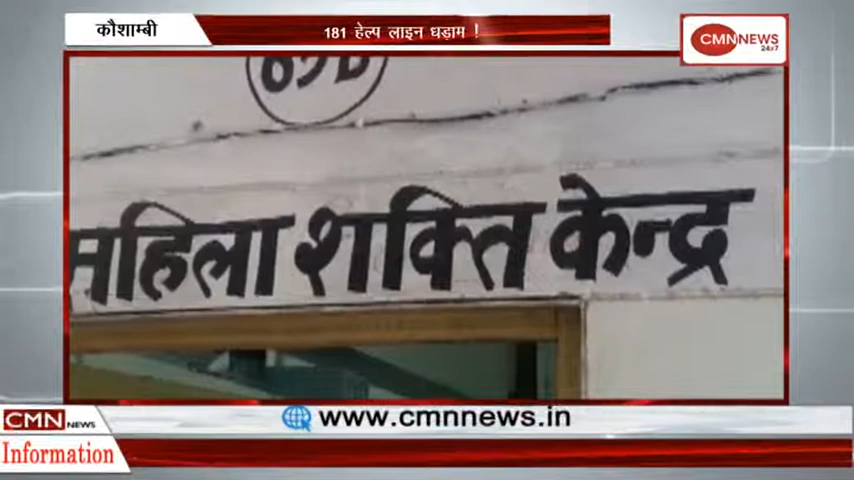 कौशाम्बी
181 हेल्प लाइन धड़ाम !
CMNNEWS
24x7
महिला शक्ति केन्द्र
www.cmnnews.in
CMN NEWS
Information